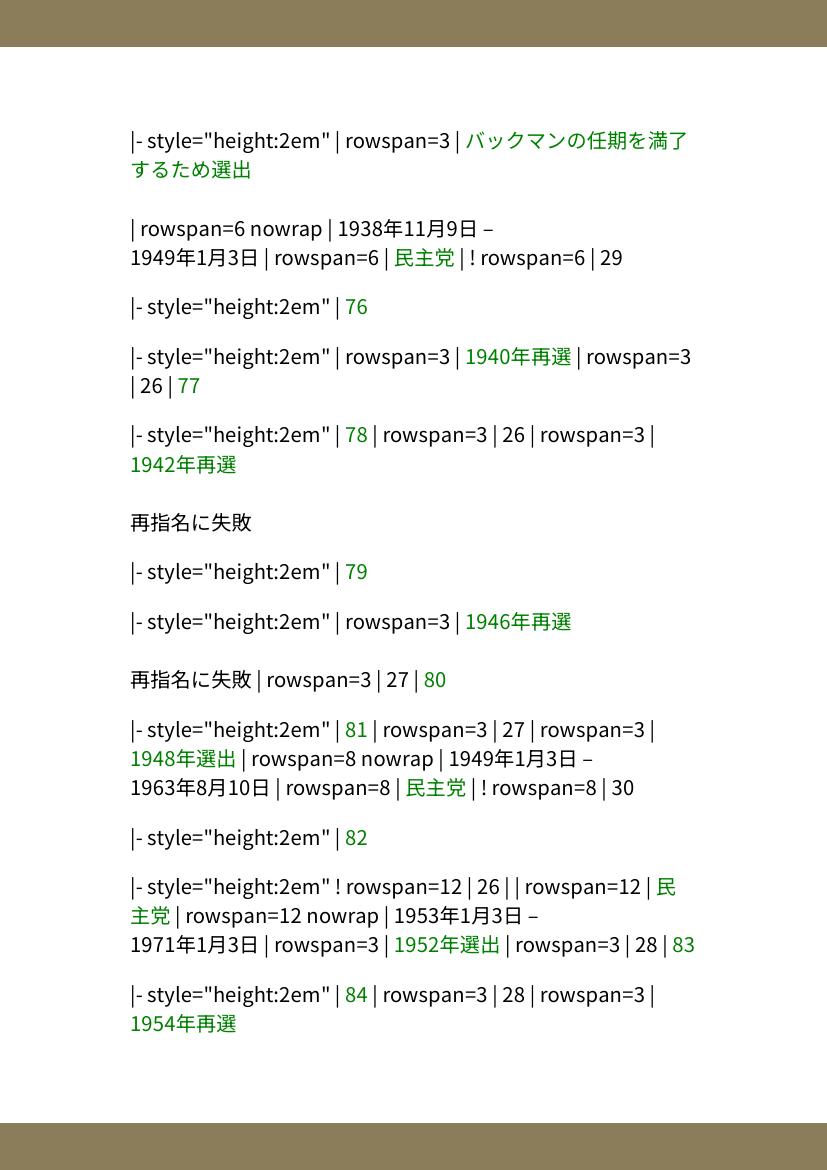 |- style="height:2em" | rowspan=3 | バックマンの任期を満了
するため選出
| rowspan=6 nowrap | 1938年11月9日 –
1949年1月3日 | rowspan=6 | 民主党 | ! rowspan=6 | 29
|- style="height:2em" | 76
|- style="height:2em" | rowspan=3 | 1940年再選 | rowspan=3
| 26 | 77
|- style="height:2em" | 78 | rowspan=3 | 26 | rowspan=3 |
1942年再選
再指名に失敗
|- style="height:2em" | 79
|- style="height:2em" | rowspan=3 | 1946年再選
再指名に失敗 | rowspan=3 | 27 | 80
|- style="height:2em" | 81 | rowspan=3 | 27 | rowspan=3 |
1948年選出 | rowspan=8 nowrap | 1949年1月3日 –
1963年8月10日 | rowspan=8 | 民主党 | ! rowspan=8 | 30
|- style="height:2em" | 82
|- style="height:2em" ! rowspan=12 | 26 | | rowspan=12 | 民
主党 | rowspan=12 nowrap | 1953年1月3日 –
1971年1月3日 | rowspan=3 | 1952年選出 | rowspan=3 | 28 | 83
|- style="height:2em" | 84 | rowspan=3 | 28 | rowspan=3 |
1954年再選